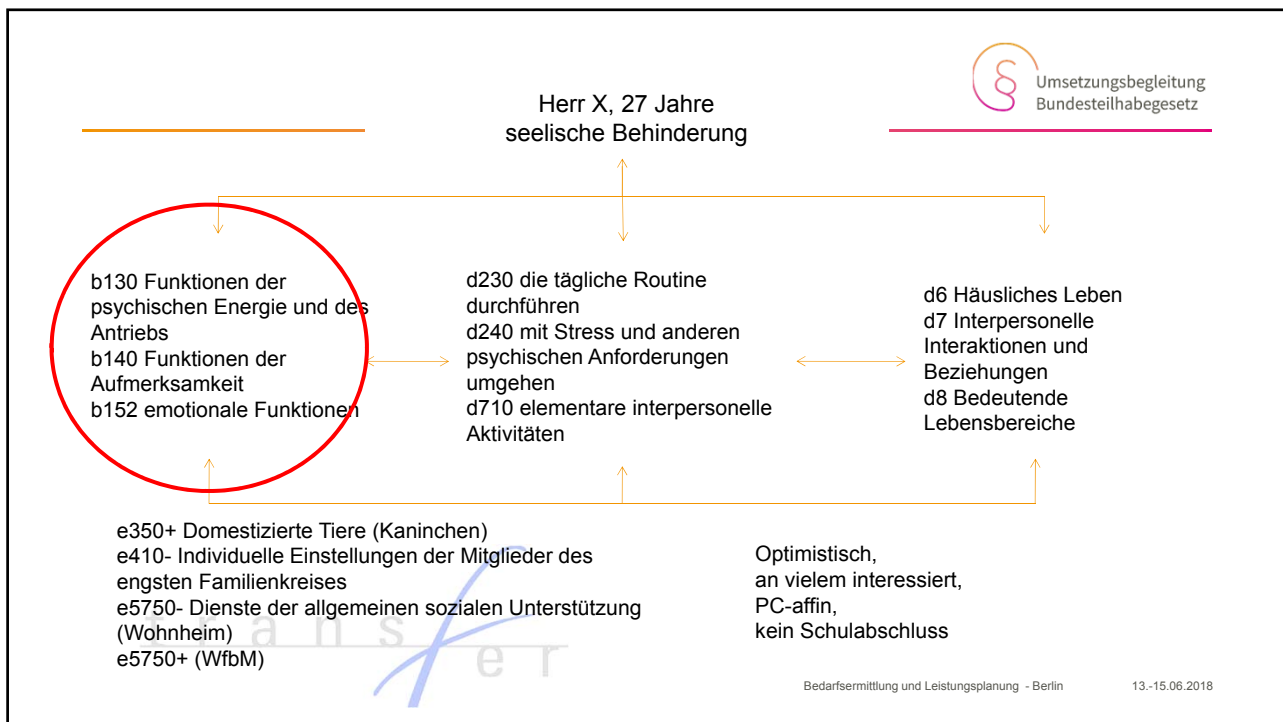 Umsetzungsbegleitung
Bundesteilhabegesetz
Herr X, 27 Jahre
seelische Behinderung
b130 Funktionen der
psychischen Energie und des
Antriebs
b140 Funktionen der
Aufmerksamkeit
b152 emotionale Funktionen
d230 die tägliche Routine
durchführen
d240 mit Stress und anderen
psychischen Anforderungen
umgehen
d710 elementare interpersonelle
Aktivitäten
d6 Häusliches Leben
d7 Interpersonelle
Interaktionen und
Beziehungen
d8 Bedeutende
Lebensbereiche
e350+ Domestizierte Tiere (Kaninchen)
e410- Individuelle Einstellungen der Mitglieder des
engsten Familienkreises
e5750- Dienste der allgemeinen sozialen Unterstützung
(Wohnheim)
e5750+ (WfbM)
Optimistisch,
an vielem interessiert,
PC-affin,
kein Schulabschluss
transfer
Bedarfsermittlung und Leistungsplanung - Berlin 13.-15.06.2018